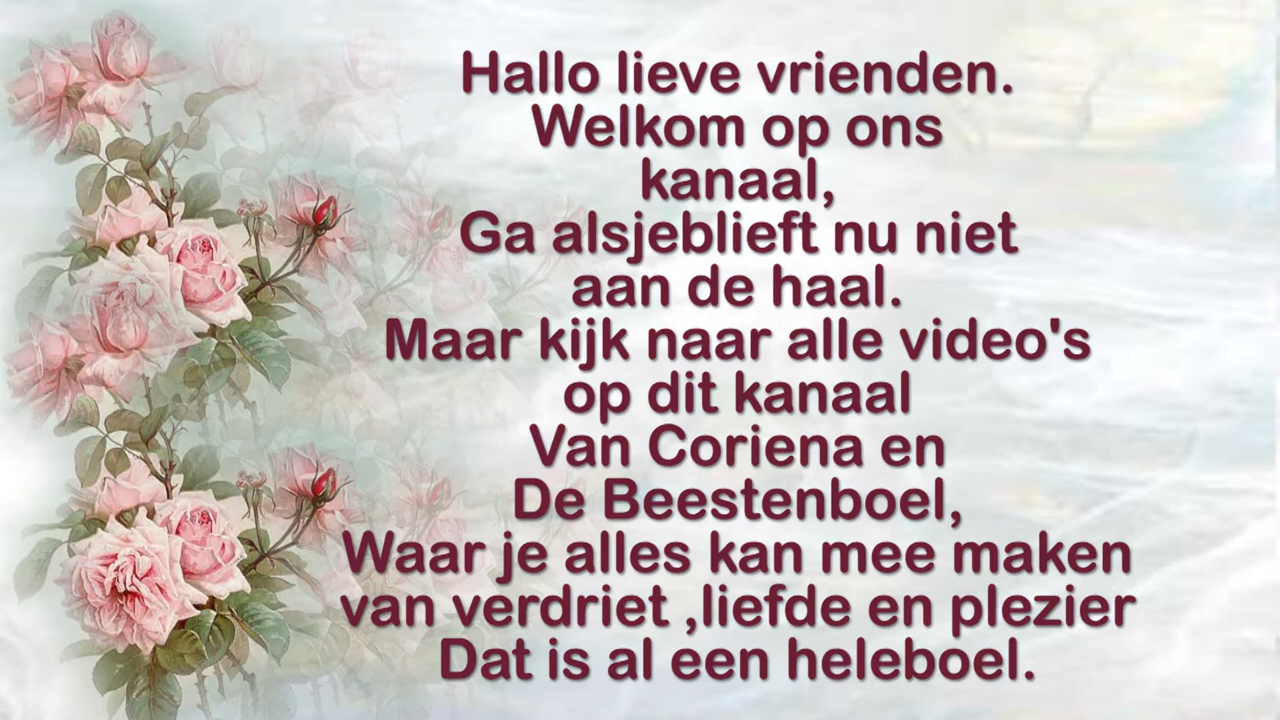 Hallo lieve vrienden.
Welkom op ons
kanaal,
Ga alsjeblieft nu niet
aan de haal.
Maar kijk naar alle video's
op dit kanaal
Van Coriena en
De Beestenboel,
Waar je alles kan mee maken
van verdriet ,liefde en plezier
Dat is al een heleboel.